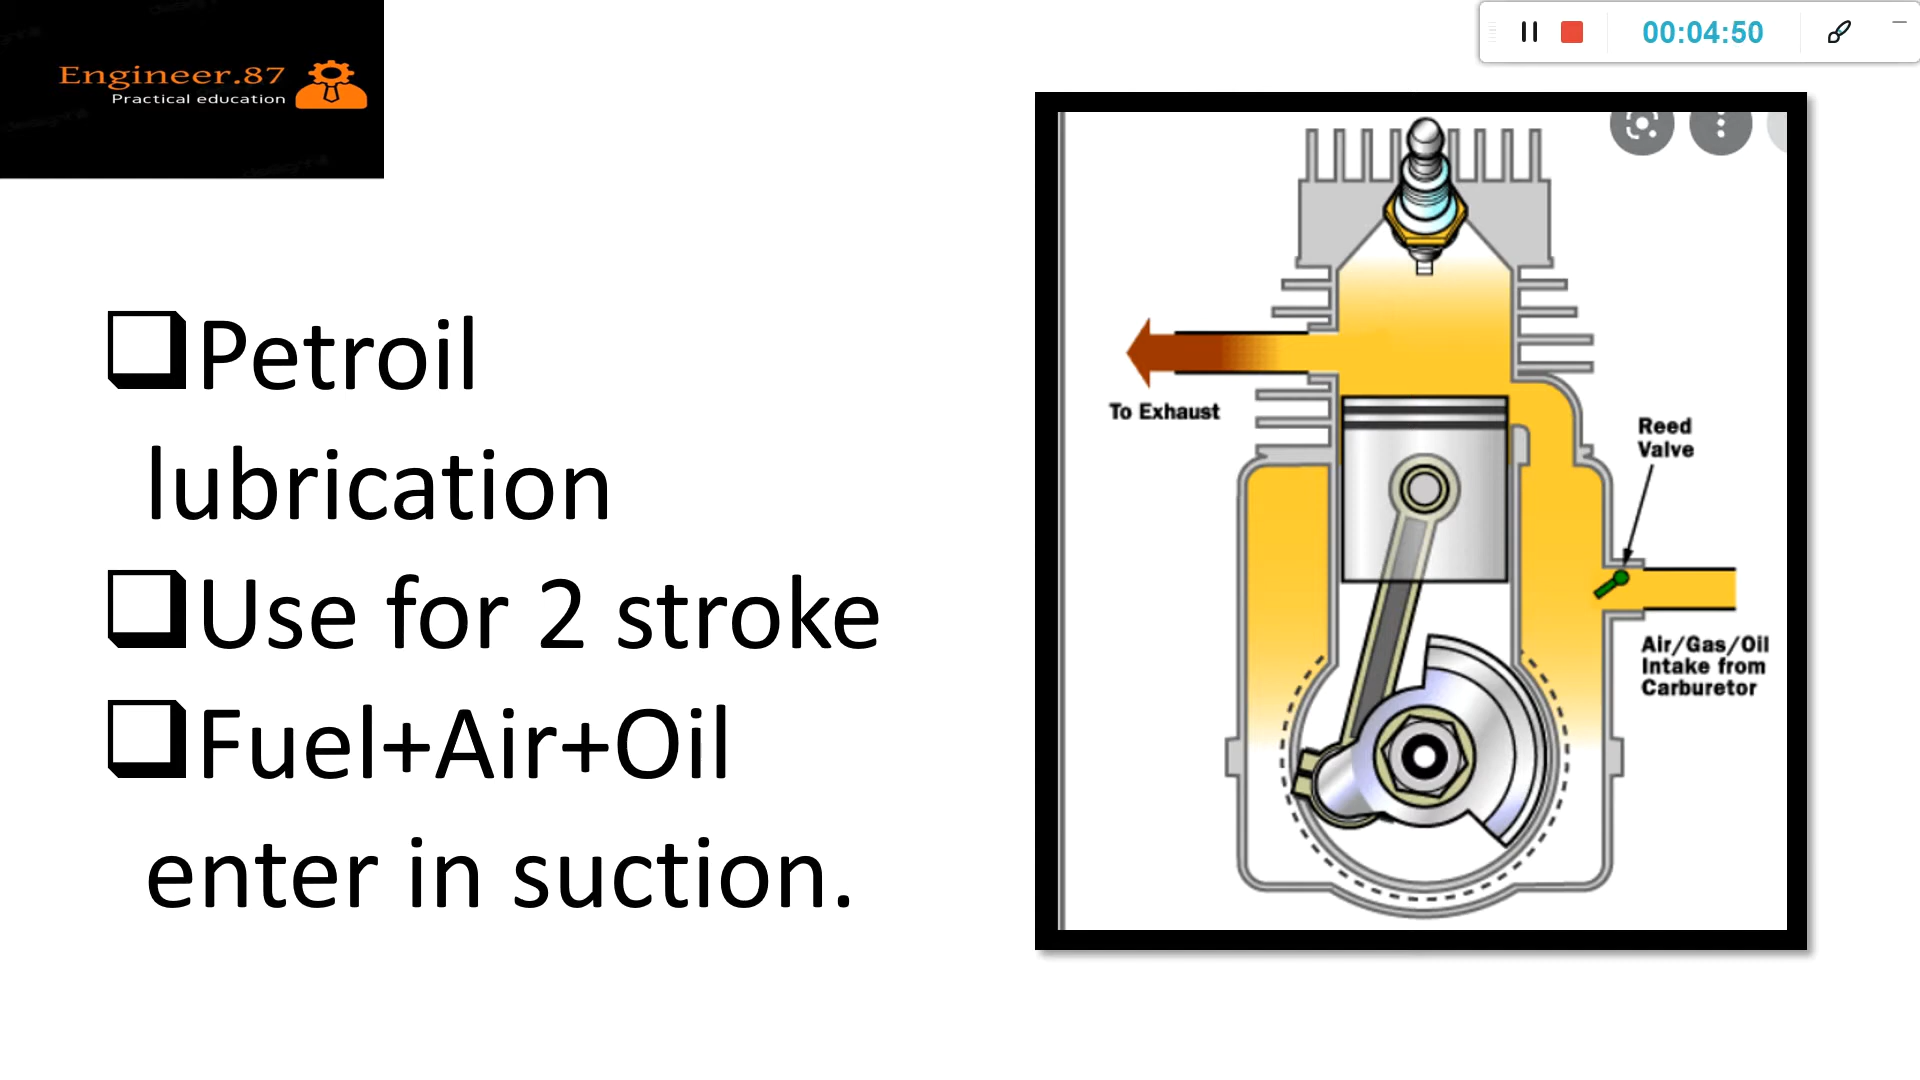 Engineer.87
Practical education
00:04:50
❑Petroil
lubrication
❑Use for 2 stroke
❑Fuel+Air+Oil
enter in suction.
To Exhaust
Reed
Valve
Air/Gas/Oil
Intake from
Carburetor